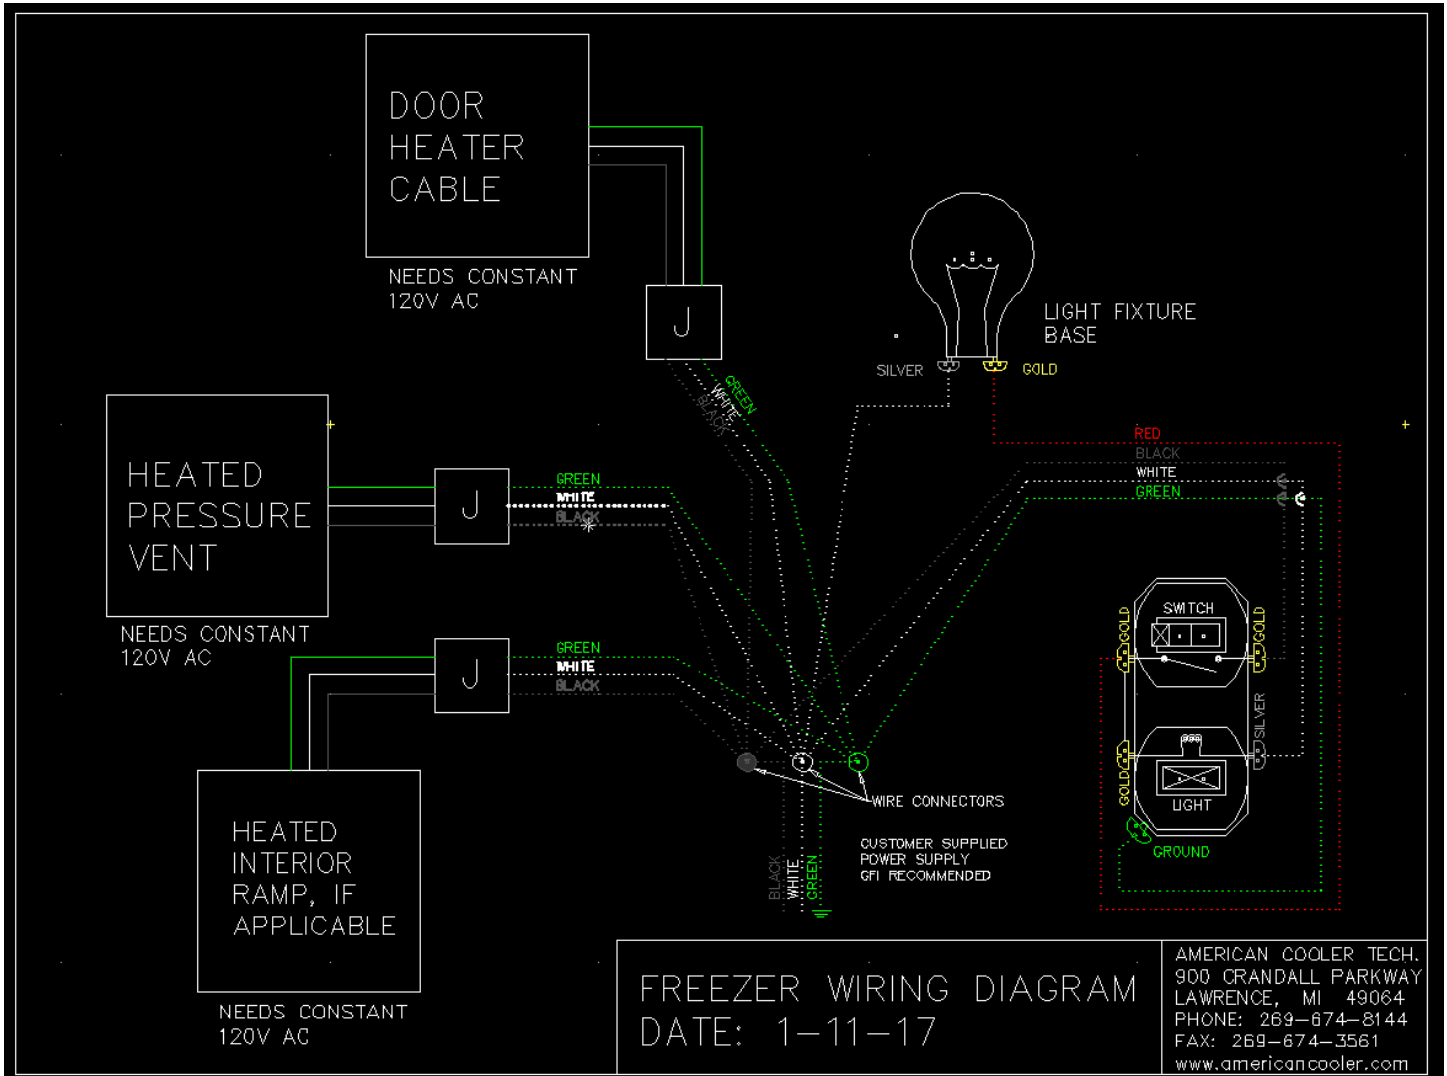 DOOR
HEATER
CABLE
NEEDS CONSTANT
120V AC
J
LIGHT FIXTURE
BASE
SILVER
GOLD
GREEN
WHITE
BLACK
RED
BLACK
WHITE
GREEN
HEATED
PRESSURE
VENT
J
GREEN
WHITE
BLACK
NEEDS CONSTANT
120V AC
J
GREEN
WHITE
BLACK
GOLD
SWITCH
GOLD
SILVER
GOLD
LIGHT
GROUND
WIRE CONNECTORS
CUSTOMER SUPPLIED
POWER SUPPLY
GFI RECOMMENDED
BLACK
WHITE
GREEN
HEATED
INTERIOR
RAMP, IF
APPLICABLE
NEEDS CONSTANT
120V AC
FREEZER WIRING DIAGRAM
DATE: 1-11-17
AMERICAN COOLER TECH.
900 CRANDALL PARKWAY
LAWRENCE, MI 49064
PHONE: 269-674-8144
FAX: 269-674-3561
www.americancooler.com